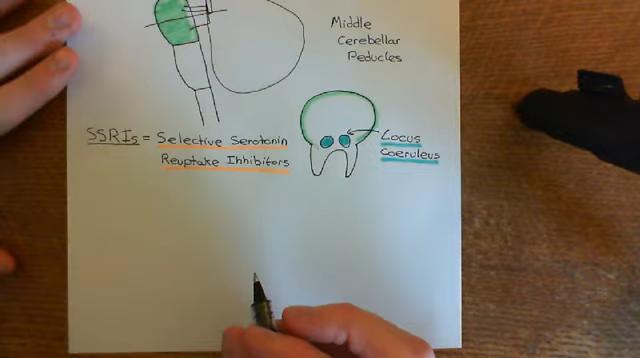 Middle
Cerebellar
Peducles
SSRIs = Selective Serotonin
Reuptake Inhibitors
Locus
Coeruleus